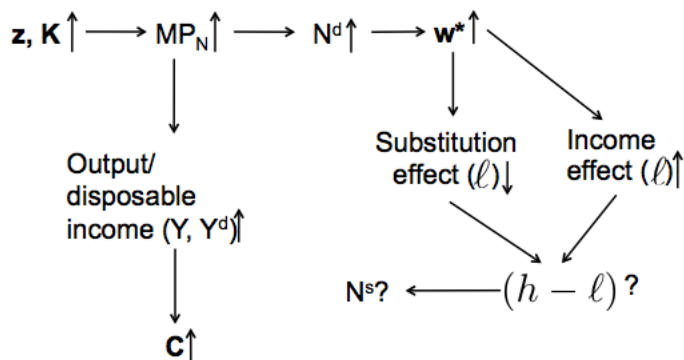 z, K↑ → MP_N↑ → N^d↑ → w*↑
Substitution
effect (ℓ)↓
Income
effect (ℓ)↑
Output/
disposable
income (Y, Y^d)↑
N^s? ← (h − ℓ)?
C↑